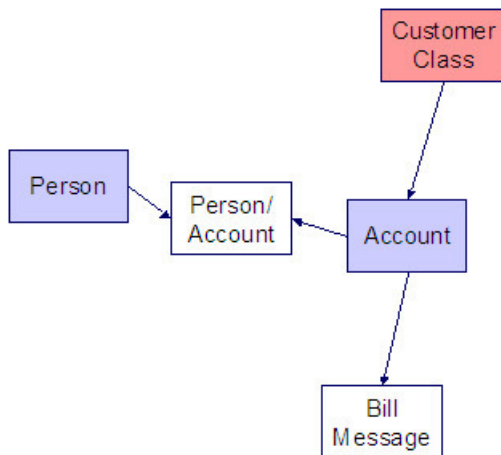 Customer
Class
Person
Person/
Account
Account
Bill
Message